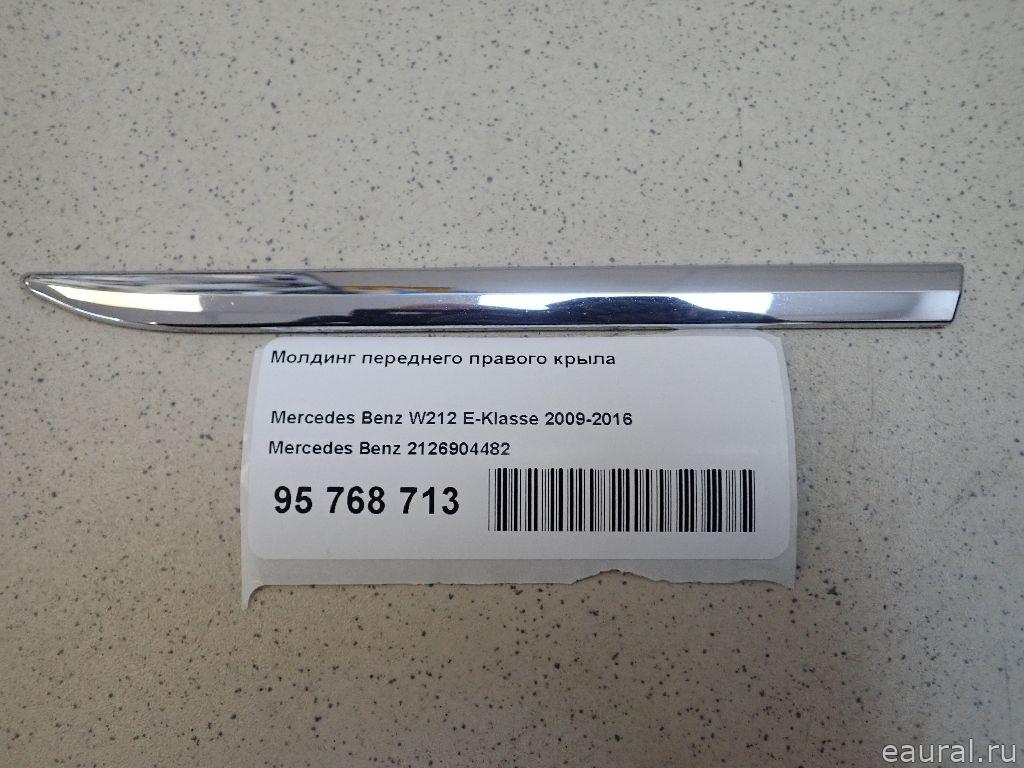 Молдинг переднего правого крыла
Mercedes Benz W212 E-Klasse 2009-2016
Mercedes Benz 2126904482
95 768 713
eaural.ru